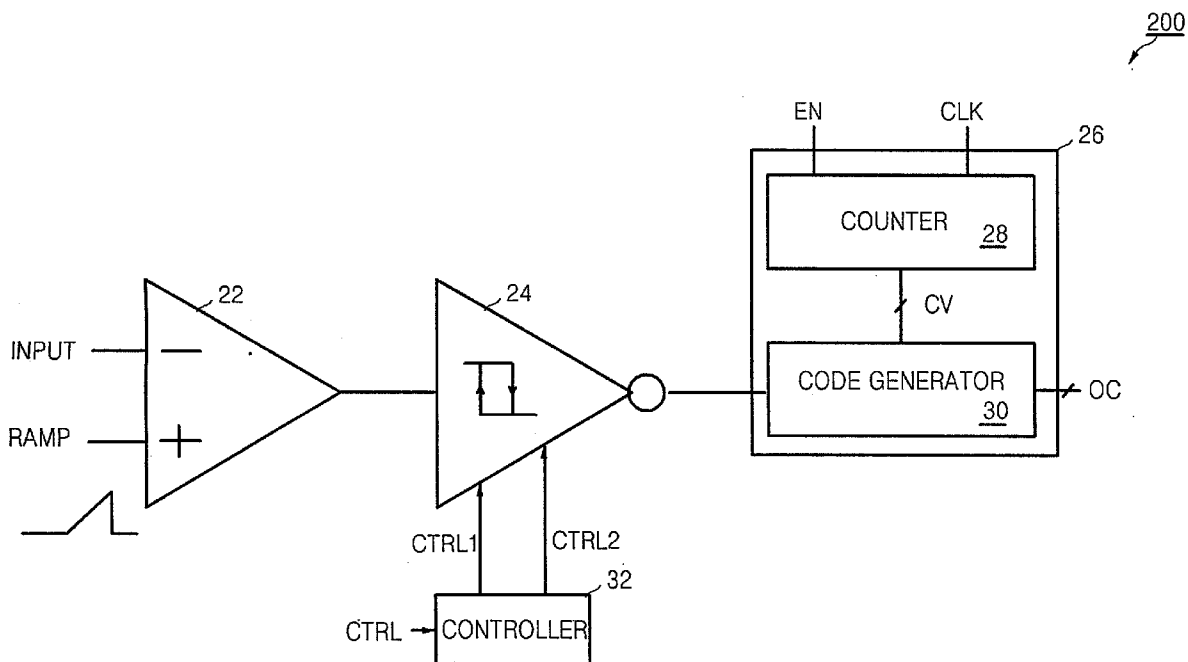 200
EN CLK
26
COUNTER 28
CV
22
24
INPUT
−
RAMP
+
CODE GENERATOR 30
OC
CTRL1 CTRL2
32
CTRL CONTROLLER